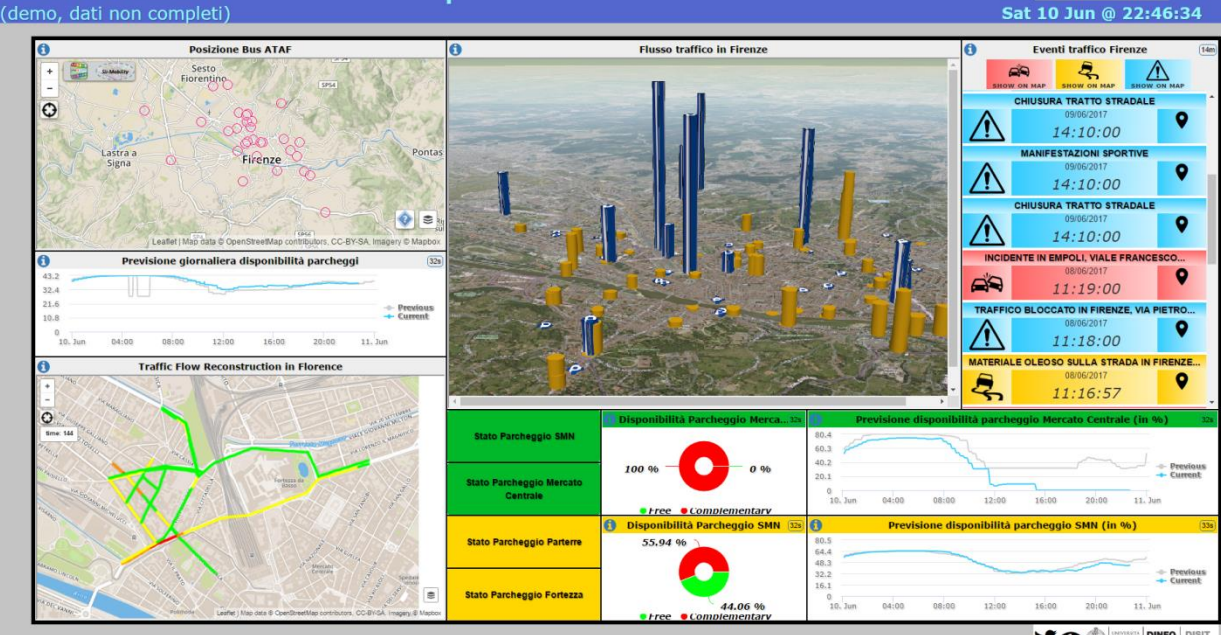 (demo, dati non completi)
Sat 10 Jun @ 22:46:34
Posizione Bus ATAF
+
-
Sesto
Fiorentino
SP54
Lastra a
Signa
Firenze
Pontas
Leaflet | Map data © OpenStreetMap contributors, CC-BY-SA, Imagery © Mapbox
Previsione giornaliera disponibilità parcheggi
32s
43.2
32.4
21.6
10.8
0
Previous
Current
10. Jun 04:00 08:00 12:00 16:00 20:00 11. Jun
Traffic Flow Reconstruction in Florence
+
-
time: 144
Fortezza da
Basso
Mercato
Centrale
Leaflet | Map data © OpenStreetMap contributors, CC-BY-SA, Imagery © Mapbox
Flusso traffico in Firenze
Eventi traffico Firenze
14m
SHOW ON MAP SHOW ON MAP SHOW ON MAP
CHIUSURA TRATTO STRADALE
09/06/2017
14:10:00
MANIFESTAZIONI SPORTIVE
09/06/2017
14:10:00
CHIUSURA TRATTO STRADALE
09/06/2017
14:10:00
INCIDENTE IN EMPOLI, VIALE FRANCESCO...
08/06/2017
11:19:00
TRAFFICO BLOCCATO IN FIRENZE, VIA PIETRO...
08/06/2017
11:18:00
MATERIALE OLEOSO SULLA STRADA IN FIRENZE...
08/06/2017
11:16:57
Stato Parcheggio SMN
Stato Parcheggio Mercato
Centrale
Stato Parcheggio Parterre
Stato Parcheggio Fortezza
Disponibilità Parcheggio Merca... 32s
100 % 0 %
Free Complementary
Previsione disponibilità parcheggio Mercato Centrale (in %) 32s
80.4
60.3
40.2
20.1
0
Previous
Current
10. Jun 04:00 08:00 12:00 16:00 20:00 11. Jun
Disponibilità Parcheggio SMN 32s
55.94 %
44.06 %
Free Complementary
Previsione disponibilità parcheggio SMN (in %) 33s
80.5
64.4
48.3
32.2
16.1
0
Previous
Current
10. Jun 04:00 08:00 12:00 16:00 20:00 11. Jun
DINFO DISIT